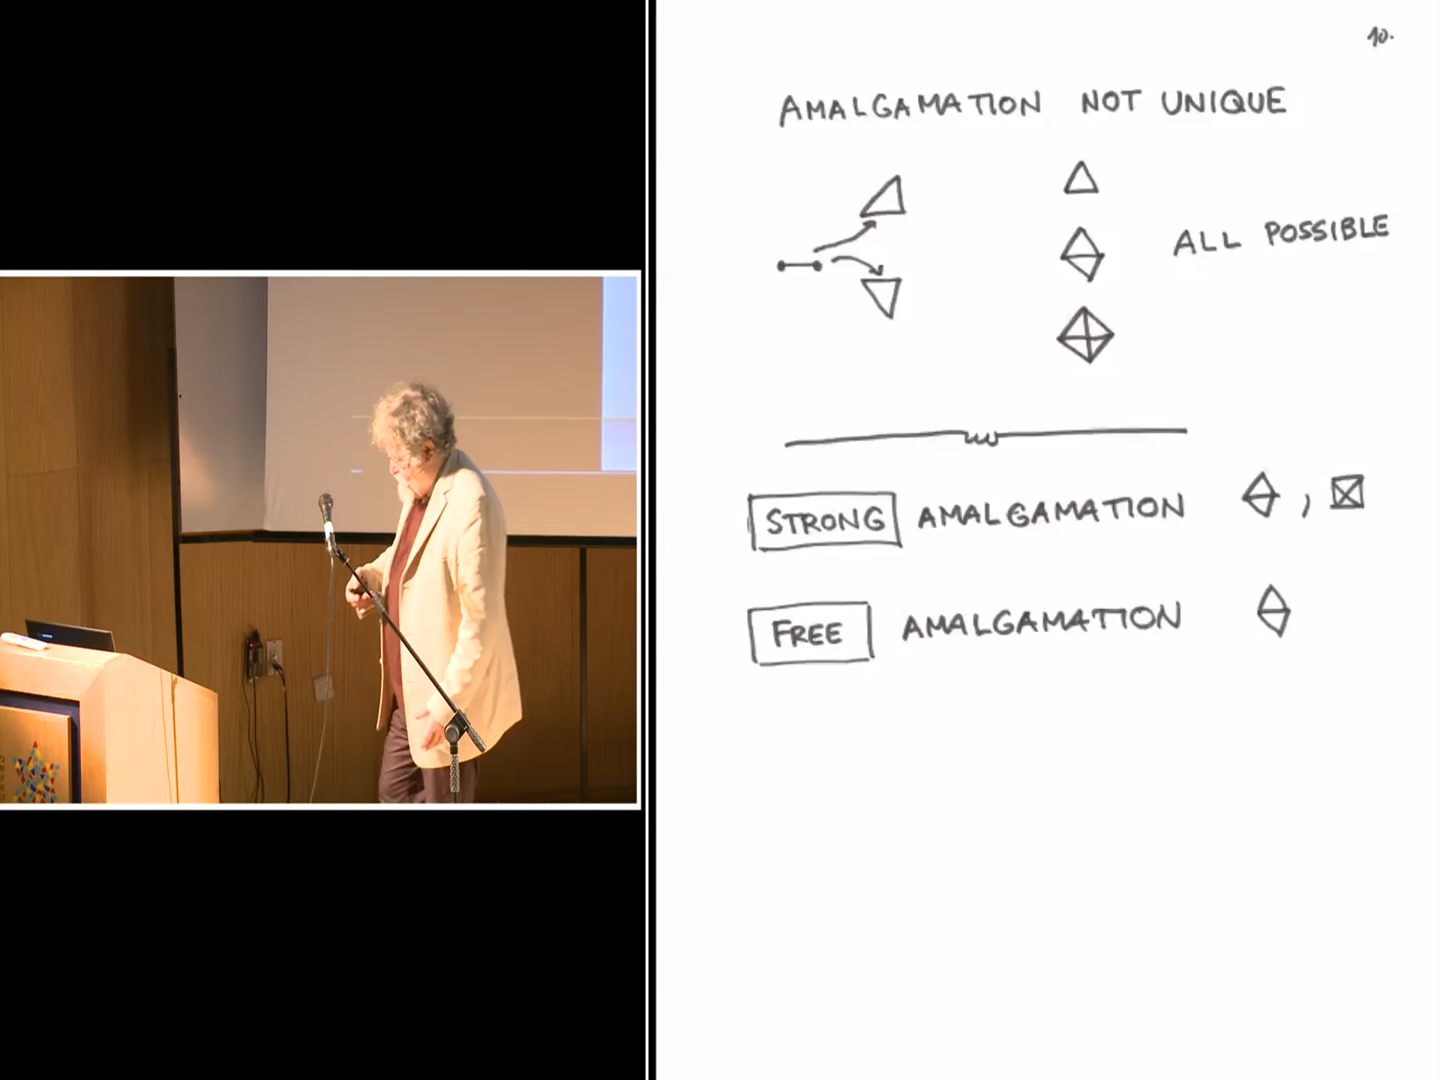 10.
AMALGAMATION NOT UNIQUE
ALL POSSIBLE
STRONG AMALGAMATION ,
FREE AMALGAMATION